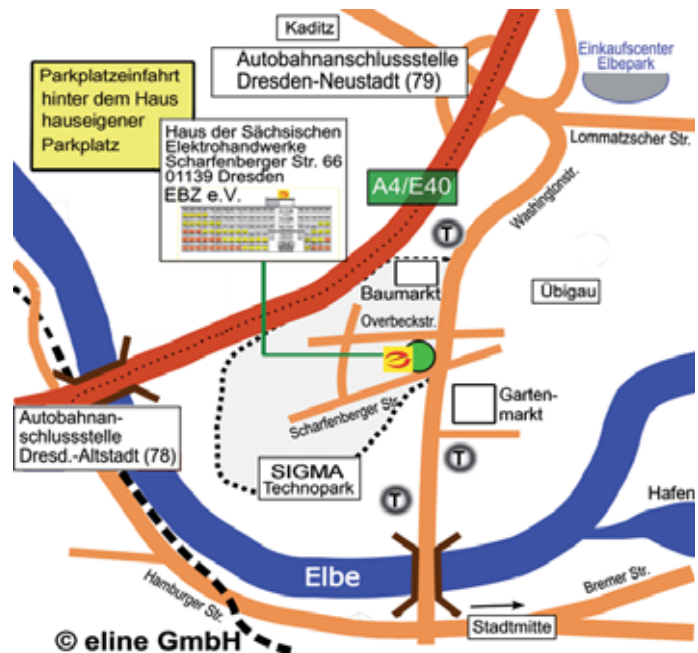 Kaditz
Autobahnanschlussstelle
Dresden-Neustadt (79)
Einkaufscenter
Elbepark
Parkplatzeinfahrt
hinter dem Haus
hauseigener
Parkplatz
Haus der Sächsischen
Elektrohandwerke
Scharfenberger Str. 66
01139 Dresden
EBZ e.V.
Lommatzscher Str.
A4/E40
Washingtonstr.
T
Baumarkt
Übigau
Overbeckstr.
Scharfenberger Str.
Garten-
markt
Autobahnan-
schlussstelle
Dresd.-Altstadt (78)
SIGMA
Technopark
T
T
Hafen
Elbe
Hamburger Str.
Bremer Str.
Stadtmitte
© eline GmbH